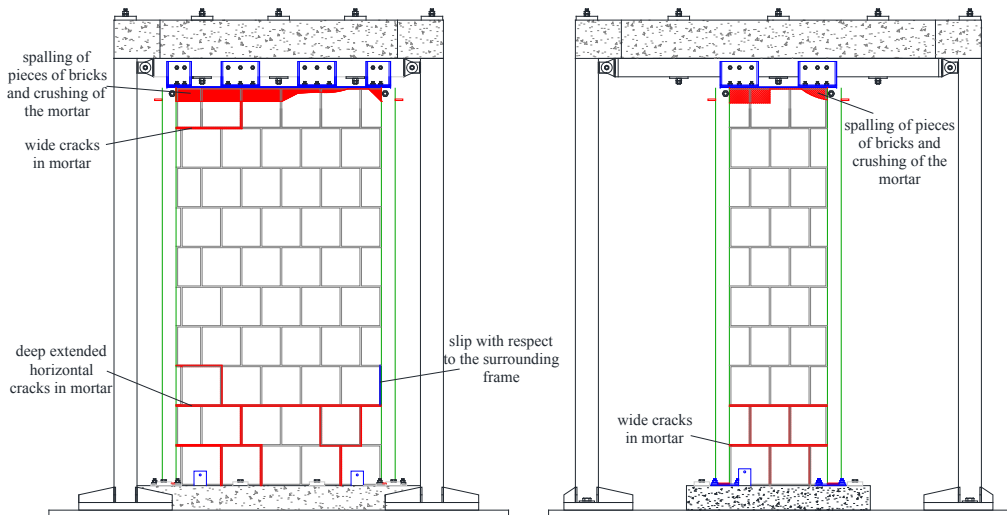 spalling of
pieces of bricks
and crushing of
the mortar
wide cracks
in mortar
deep extended
horizontal
cracks in mortar
slip with respect
to the surrounding
frame
spalling of pieces
of bricks and
crushing of the
mortar
wide cracks
in mortar